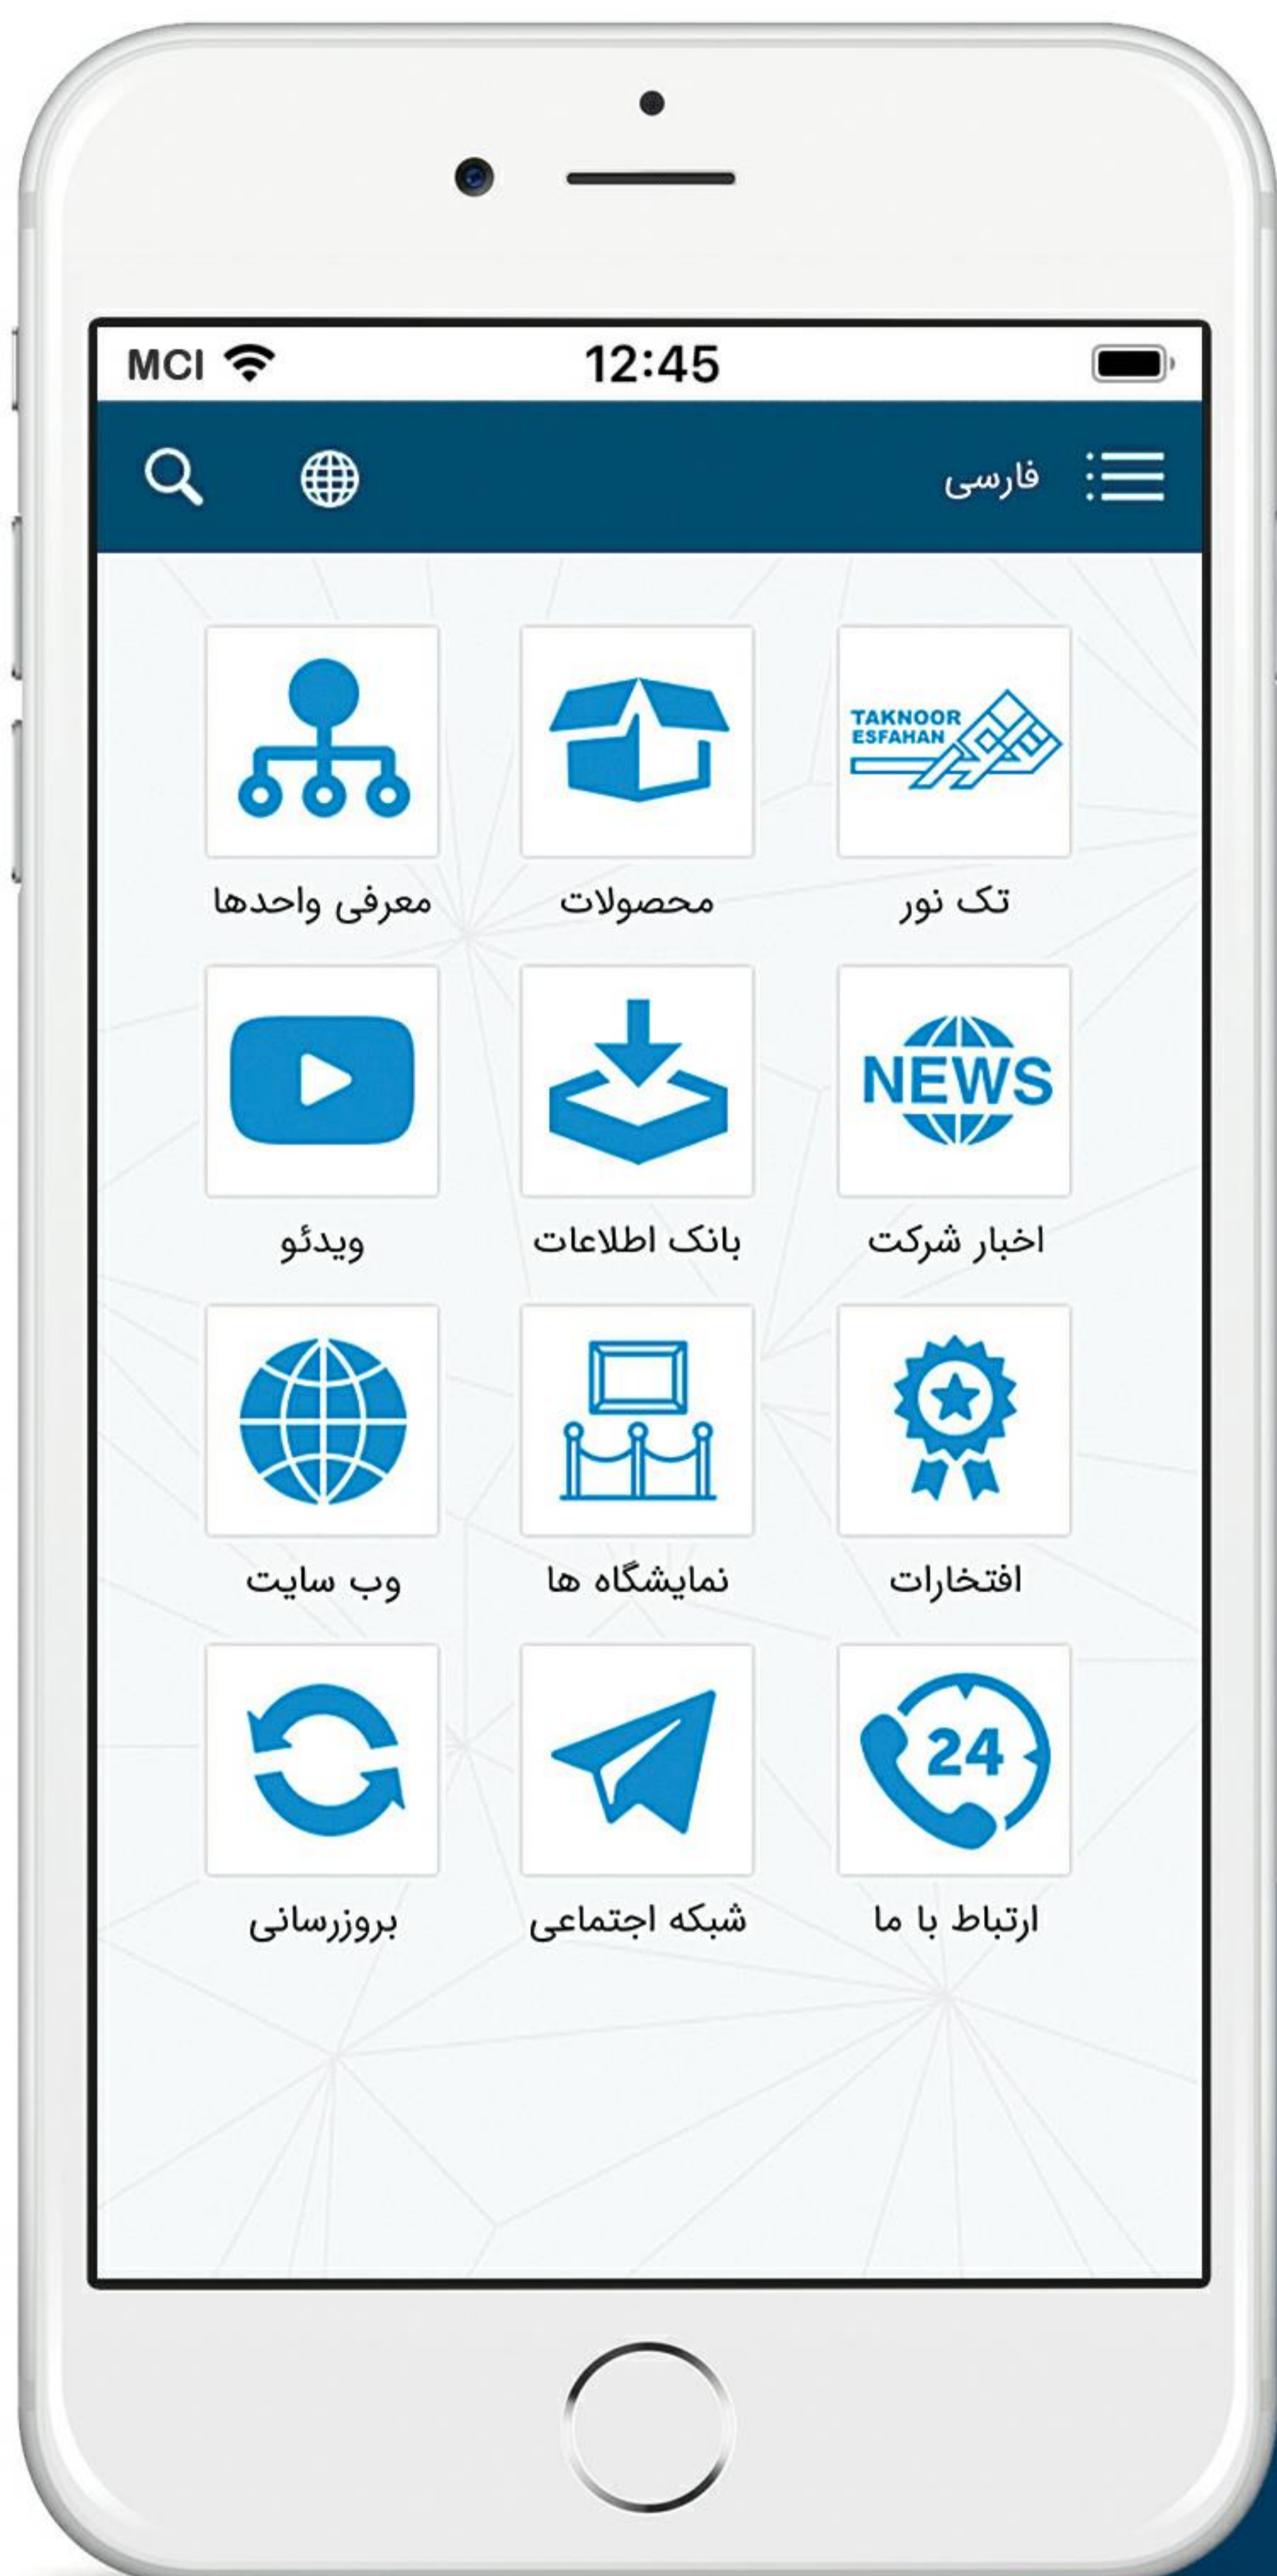 MCI 12:45
فارسی
TAKNOOR
ESFAHAN
تک نور
محصولات
معرفی واحدها
NEWS
اخبار شرکت
بانک اطلاعات
ویدئو
افتخارات
نمایشگاه ها
وب سایت
24
ارتباط با ما
شبکه اجتماعی
بروزرسانی